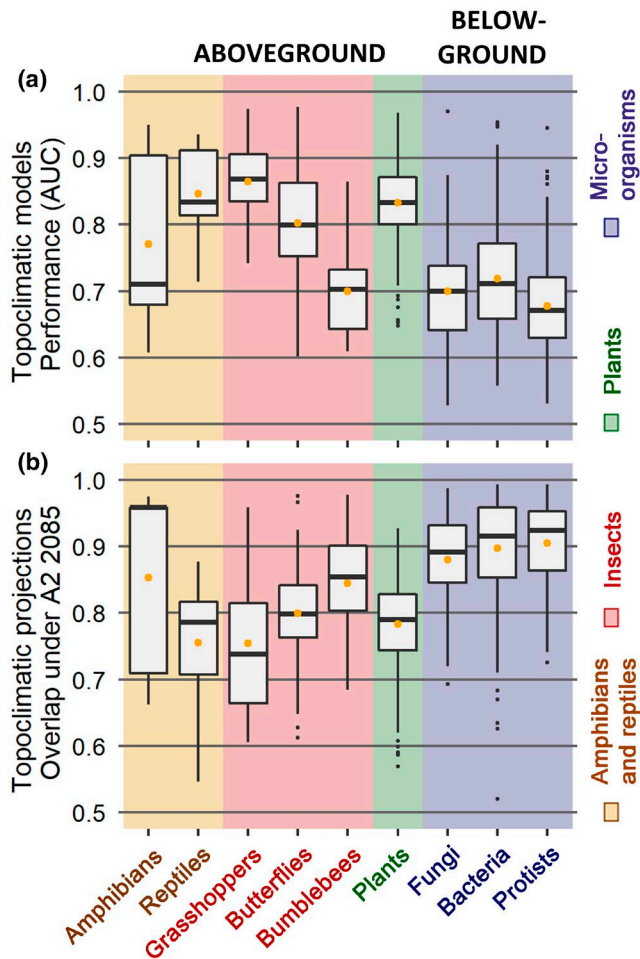 ABOVEGROUND
BELOW-
GROUND
(a)
Topoclimatic models
Performance (AUC)
1.0
0.9
0.8
0.7
0.6
0.5
(b)
Topoclimatic projections
Overlap under A2 2085
1.0
0.9
0.8
0.7
0.6
0.5
Amphibians
Reptiles
Grasshoppers
Butterflies
Bumblebees
Plants
Fungi
Bacteria
Protists
Micro-
organisms
Plants
Insects
Amphibians
and reptiles